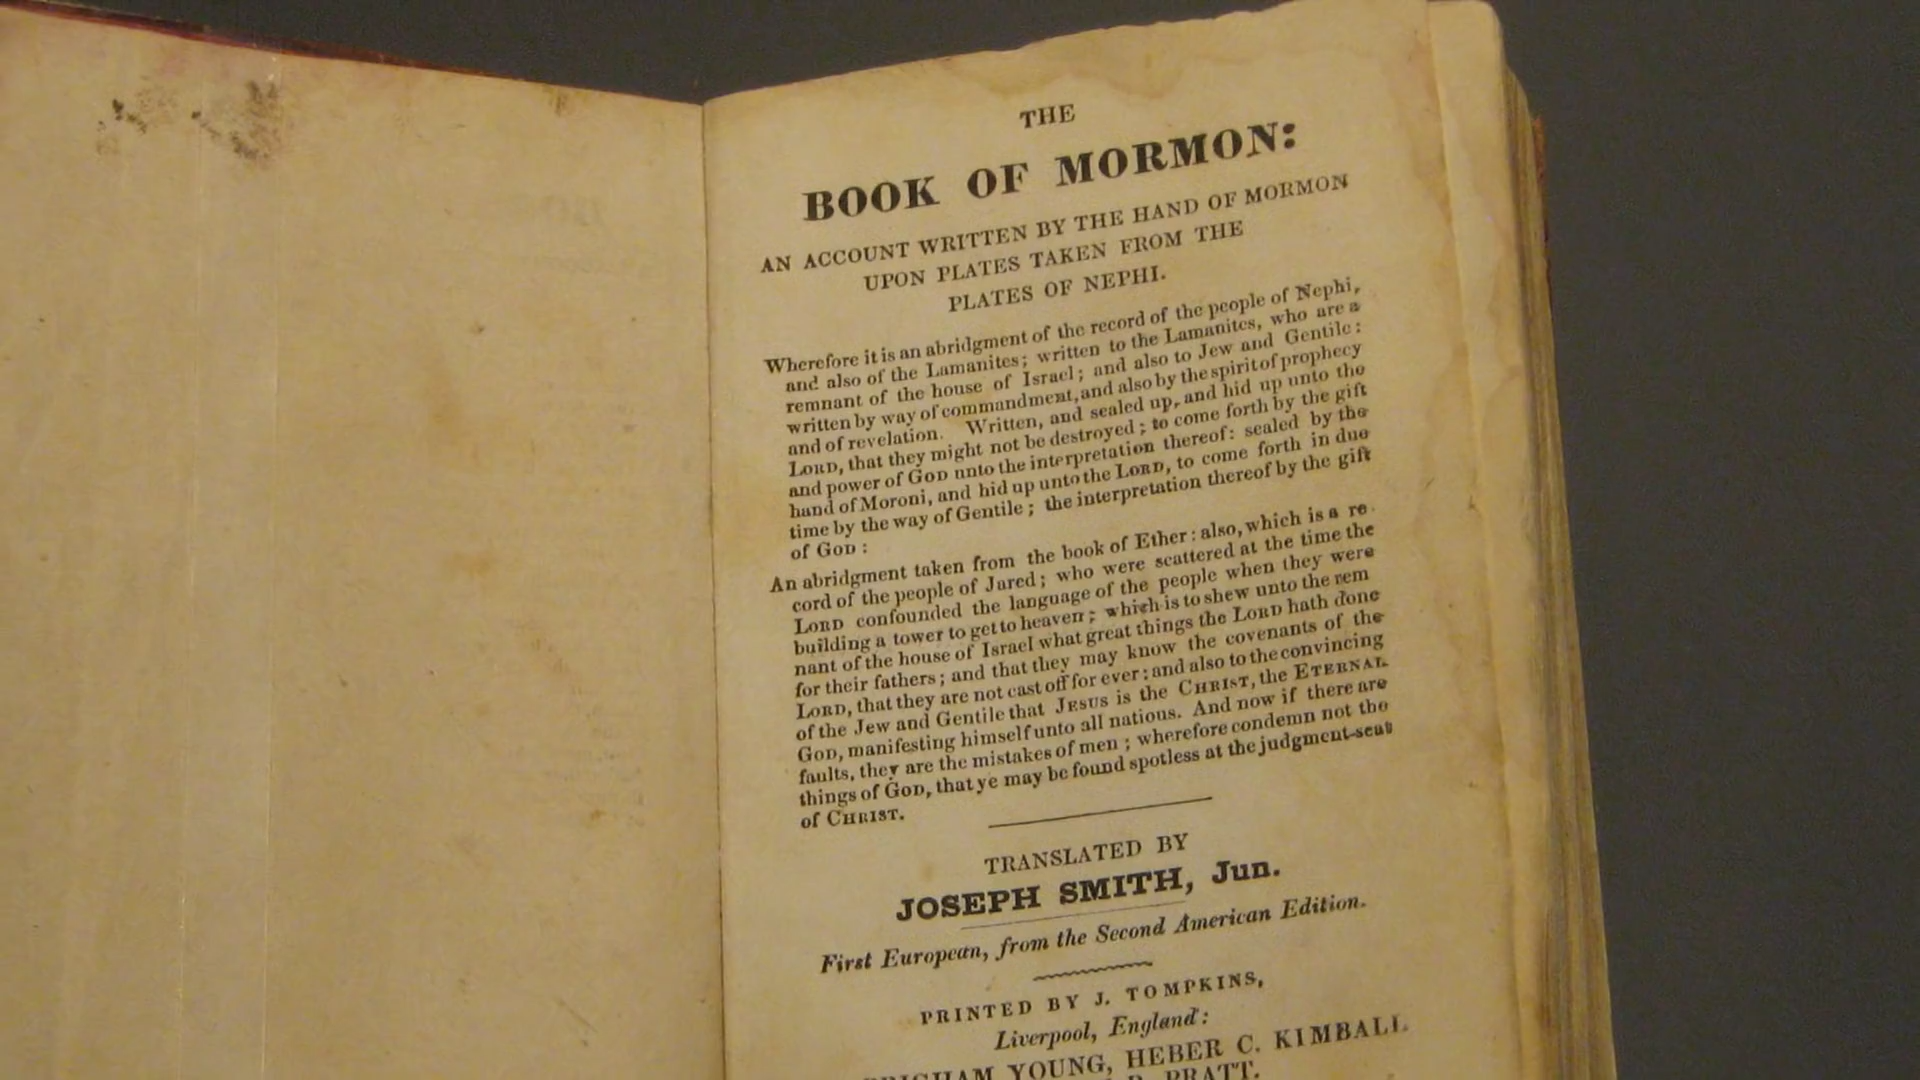 THE
BOOK OF MORMON:
AN ACCOUNT WRITTEN BY THE HAND OF MORMON
UPON PLATES TAKEN FROM THE
PLATES OF NEPHI.
Wherefore it is an abridgment of the record of the people of Nephi,
and also of the Lamanites; written to the Lamanites, who are a
remnant of the house of Israel; and also to Jew and Gentile:
written by way of commandment, and also by the spirit of prophecy
and of revelation. Written, and sealed up, and hid up unto the
LORD, that they might not be destroyed; to come forth by the gift
and power of GOD unto the interpretation thereof: sealed by the
hand of Moroni, and hid up unto the LORD, to come forth in due
time by the way of Gentile; the interpretation thereof by the gift
of GOD:
An abridgment taken from the book of Ether: also, which is a re-
cord of the people of Jared; who were scattered at the time the
LORD confounded the language of the people when they were
building a tower to get to heaven; which is to shew unto the rem
nant of the house of Israel what great things the LORD hath done
for their fathers; and that they may know the covenants of the
LORD, that they are not cast off for ever: and also to the convincing
of the Jew and Gentile that JESUS is the CHRIST, the ETERNAL
GOD, manifesting himself unto all nations. And now if there are
faults, they are the mistakes of men; wherefore condemn not the
things of GOD, that ye may be found spotless at the judgment-seat
of CHRIST.
TRANSLATED BY
JOSEPH SMITH, Jun.
First European, from the Second American Edition.
PRINTED BY J. TOMPKINS,
Liverpool, England:
YOUNG, HEBER C. KIMBALL
PRATT.